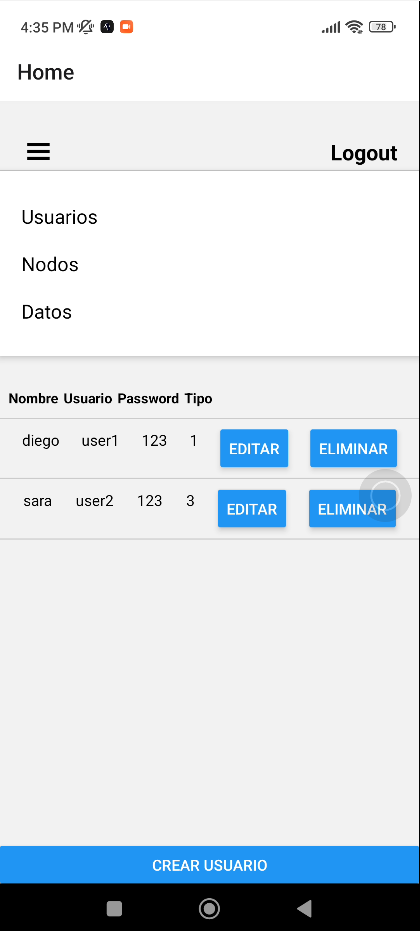 4:35 PM 78
Home
Logout
Usuarios
Nodos
Datos
Nombre Usuario Password Tipo
diego user1 123 1 EDITAR ELIMINAR
sara user2 123 3 EDITAR ELIMINAR
CREAR USUARIO